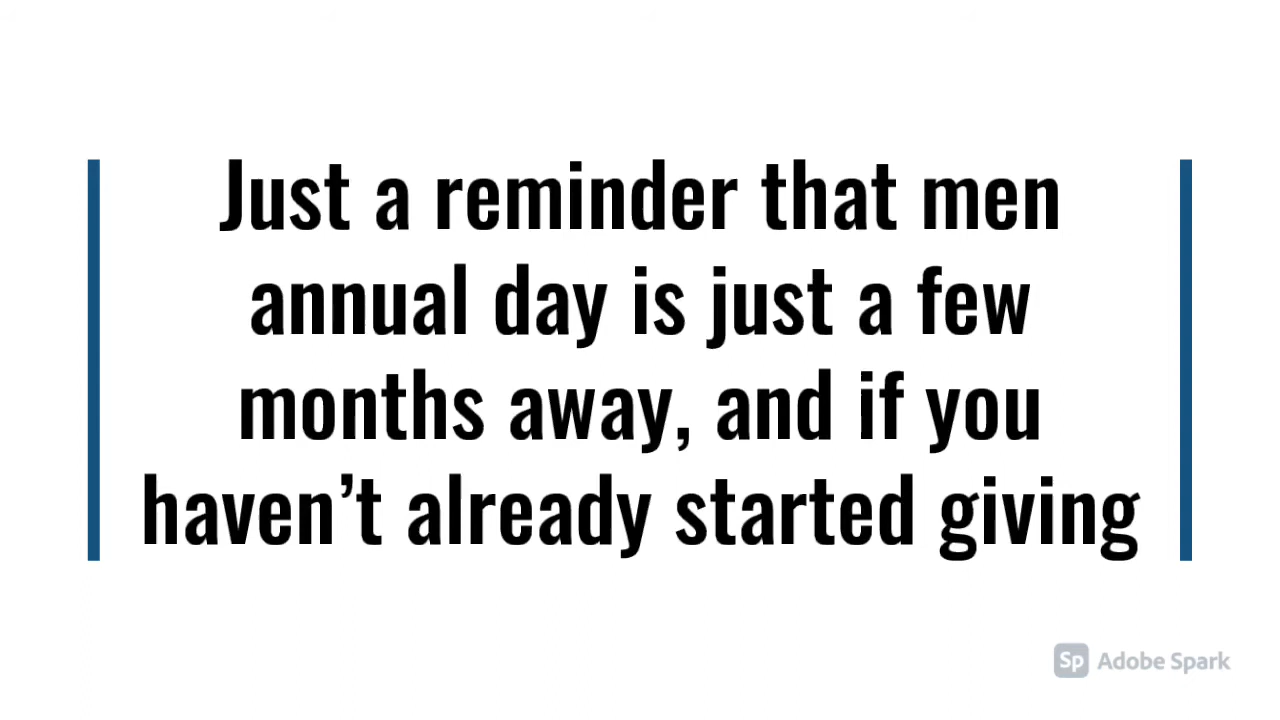 Just a reminder that men
annual day is just a few
months away, and if you
haven’t already started giving
Sp Adobe Spark